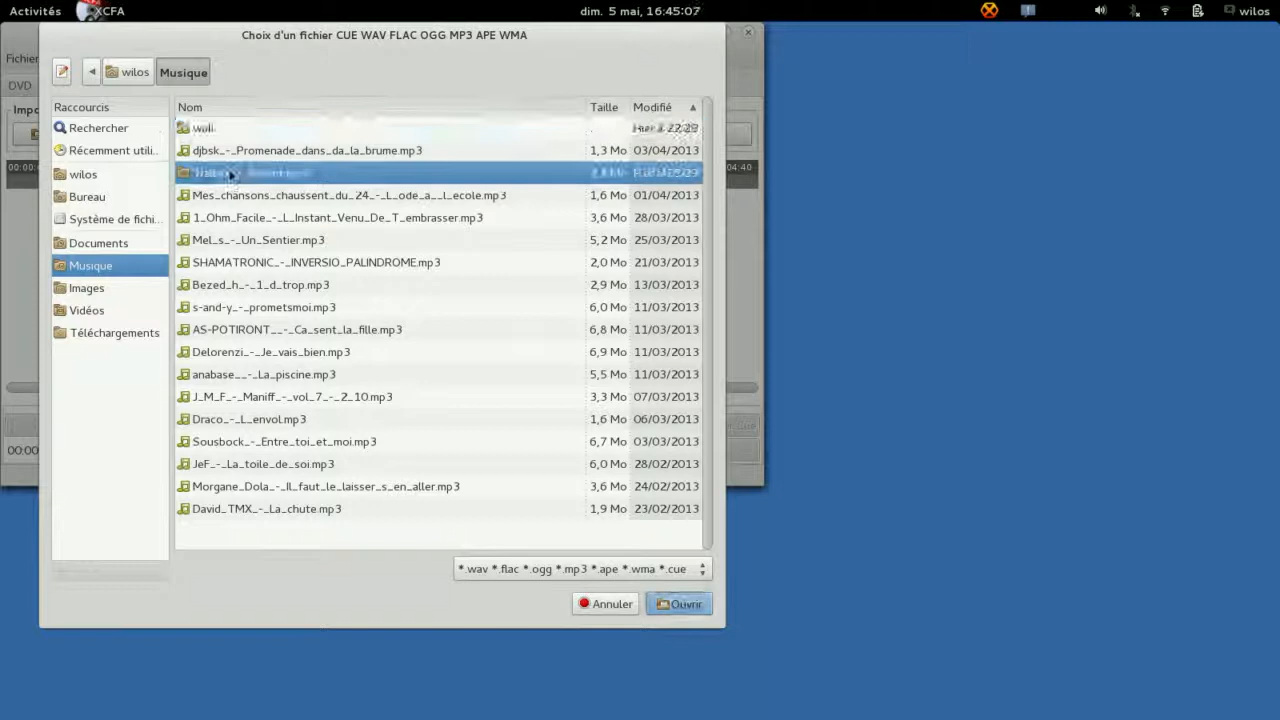 Activités XCFA dim. 5 mai, 16:45:07 wilos
Choix d'un fichier CUE WAV FLAC OGG MP3 APE WMA
Fichier
wilos Musique
DVD
Raccourcis Nom Taille Modifié
Impo
Rechercher
Récemment utili... djbsk_-_Promenade_dans_da_la_brume.mp3 1,3 Mo 03/04/2013
00:00: 04:40
wilos
Bureau Mes_chansons_chaussent_du_24_-_L_ode_a__l_ecole.mp3 1,6 Mo 01/04/2013
Système de fichi... 1_Ohm_Facile_-_L_Instant_Venu_De_T_embrasser.mp3 3,6 Mo 28/03/2013
Documents Mel_s_-_Un_Sentier.mp3 5,2 Mo 25/03/2013
Musique SHAMATRONIC_-_INVERSIO_PALINDROME.mp3 2,0 Mo 21/03/2013
Images Bezed_h_-_1_d_trop.mp3 2,9 Mo 13/03/2013
Vidéos s-and-y_-_prometsmoi.mp3 6,0 Mo 11/03/2013
Téléchargements AS-POTIRONT__-_Ca_sent_la_fille.mp3 6,8 Mo 11/03/2013
Delorenzi_-_Je_vais_bien.mp3 6,9 Mo 11/03/2013
anabase__-_La_piscine.mp3 5,5 Mo 11/03/2013
J_M_F_-_Maniff_-_vol_7_-_2_10.mp3 3,3 Mo 07/03/2013
Draco_-_L_envol.mp3 1,6 Mo 06/03/2013
Sousbock_-_Entre_toi_et_moi.mp3 6,7 Mo 03/03/2013
00:00
JeF_-_La_toile_de_soi.mp3 6,0 Mo 28/02/2013
Morgane_Dola_-_Il_faut_le_laisser_s_en_aller.mp3 3,6 Mo 24/02/2013
David_TMX_-_La_chute.mp3 1,9 Mo 23/02/2013
*.wav *.flac *.ogg *.mp3 *.ape *.wma *.cue
Annuler Ouvrir